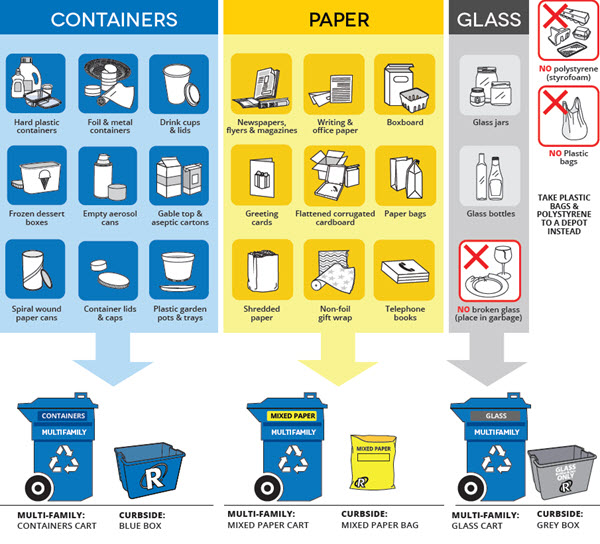 CONTAINERS
Hard plastic
containers
Foil & metal
containers
Drink cups
& lids
Frozen dessert
boxes
Empty aerosol
cans
Gable top &
aseptic cartons
Spiral wound
paper cans
Container lids
& caps
Plastic garden
pots & trays
PAPER
Newspapers,
flyers & magazines
Writing &
office paper
Boxboard
Greeting
cards
Flattened corrugated
cardboard
Paper bags
Shredded
paper
Non-foil
gift wrap
Telephone
books
GLASS
Glass jars
Glass bottles
NO broken glass
(place in garbage)
NO polystyrene
(styrofoam)
NO Plastic
bags
TAKE PLASTIC
BAGS &
POLYSTYRENE
TO A DEPOT
INSTEAD
CONTAINERS
MULTIFAMILY
R
MULTI-FAMILY:
CONTAINERS CART
CURBSIDE:
BLUE BOX
MIXED PAPER
MULTIFAMILY
MIXED PAPER
R
MULTI-FAMILY:
MIXED PAPER CART
CURBSIDE:
MIXED PAPER BAG
GLASS
MULTIFAMILY
GLASS
ONLY
R
MULTI-FAMILY:
GLASS CART
CURBSIDE:
GREY BOX